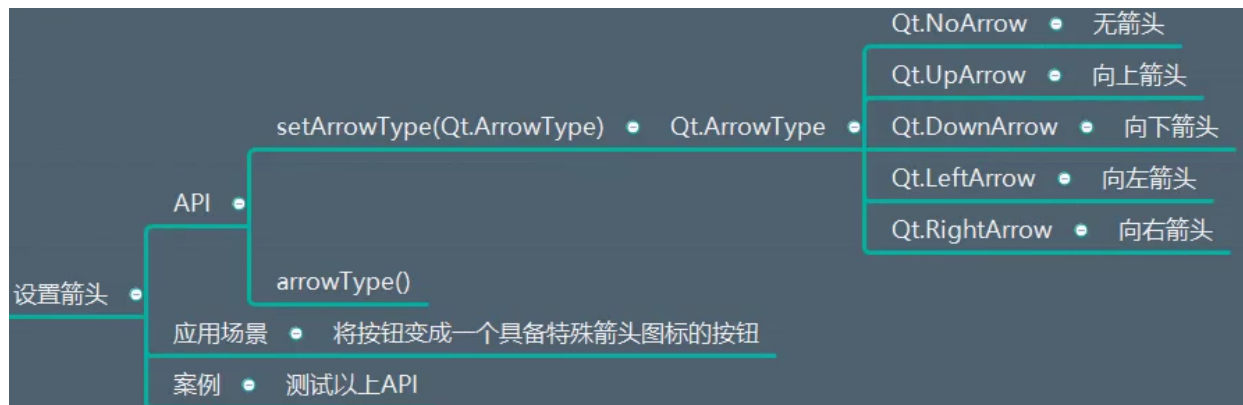 Qt.NoArrow 无箭头
Qt.UpArrow 向上箭头
setArrowType(Qt.ArrowType) Qt.ArrowType Qt.DownArrow 向下箭头
Qt.LeftArrow 向左箭头
API
Qt.RightArrow 向右箭头
arrowType()
设置箭头
应用场景 将按钮变成一个具备特殊箭头图标的按钮
案例 测试以上API